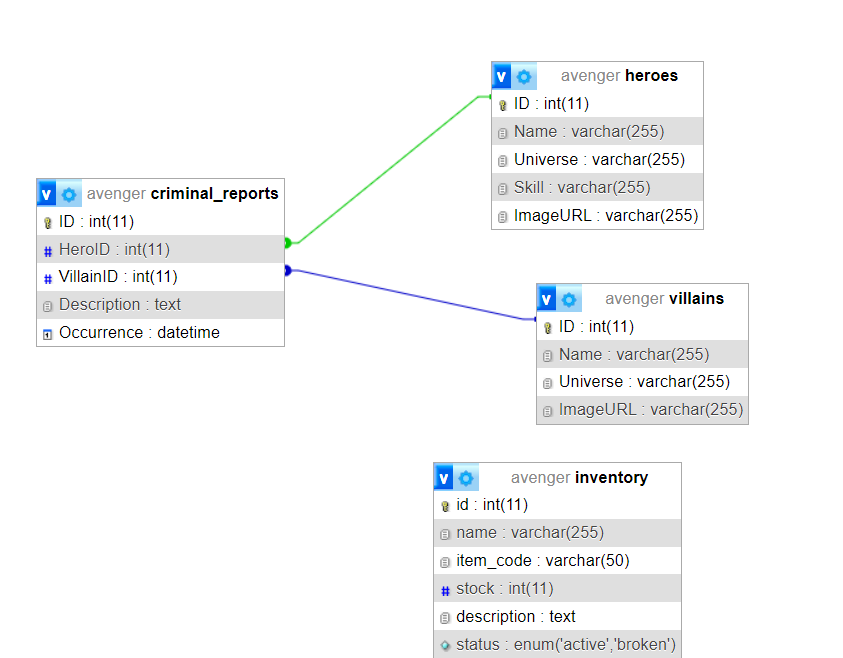 avenger heroes
ID : int(11)
Name : varchar(255)
Universe : varchar(255)
Skill : varchar(255)
ImageURL : varchar(255)
v avenger criminal_reports
ID : int(11)
# HeroID : int(11)
# VillainID : int(11)
Description : text
Occurrence : datetime
v avenger villains
ID : int(11)
Name : varchar(255)
Universe : varchar(255)
ImageURL : varchar(255)
v avenger inventory
id : int(11)
name : varchar(255)
item_code : varchar(50)
# stock : int(11)
description : text
status : enum('active','broken')